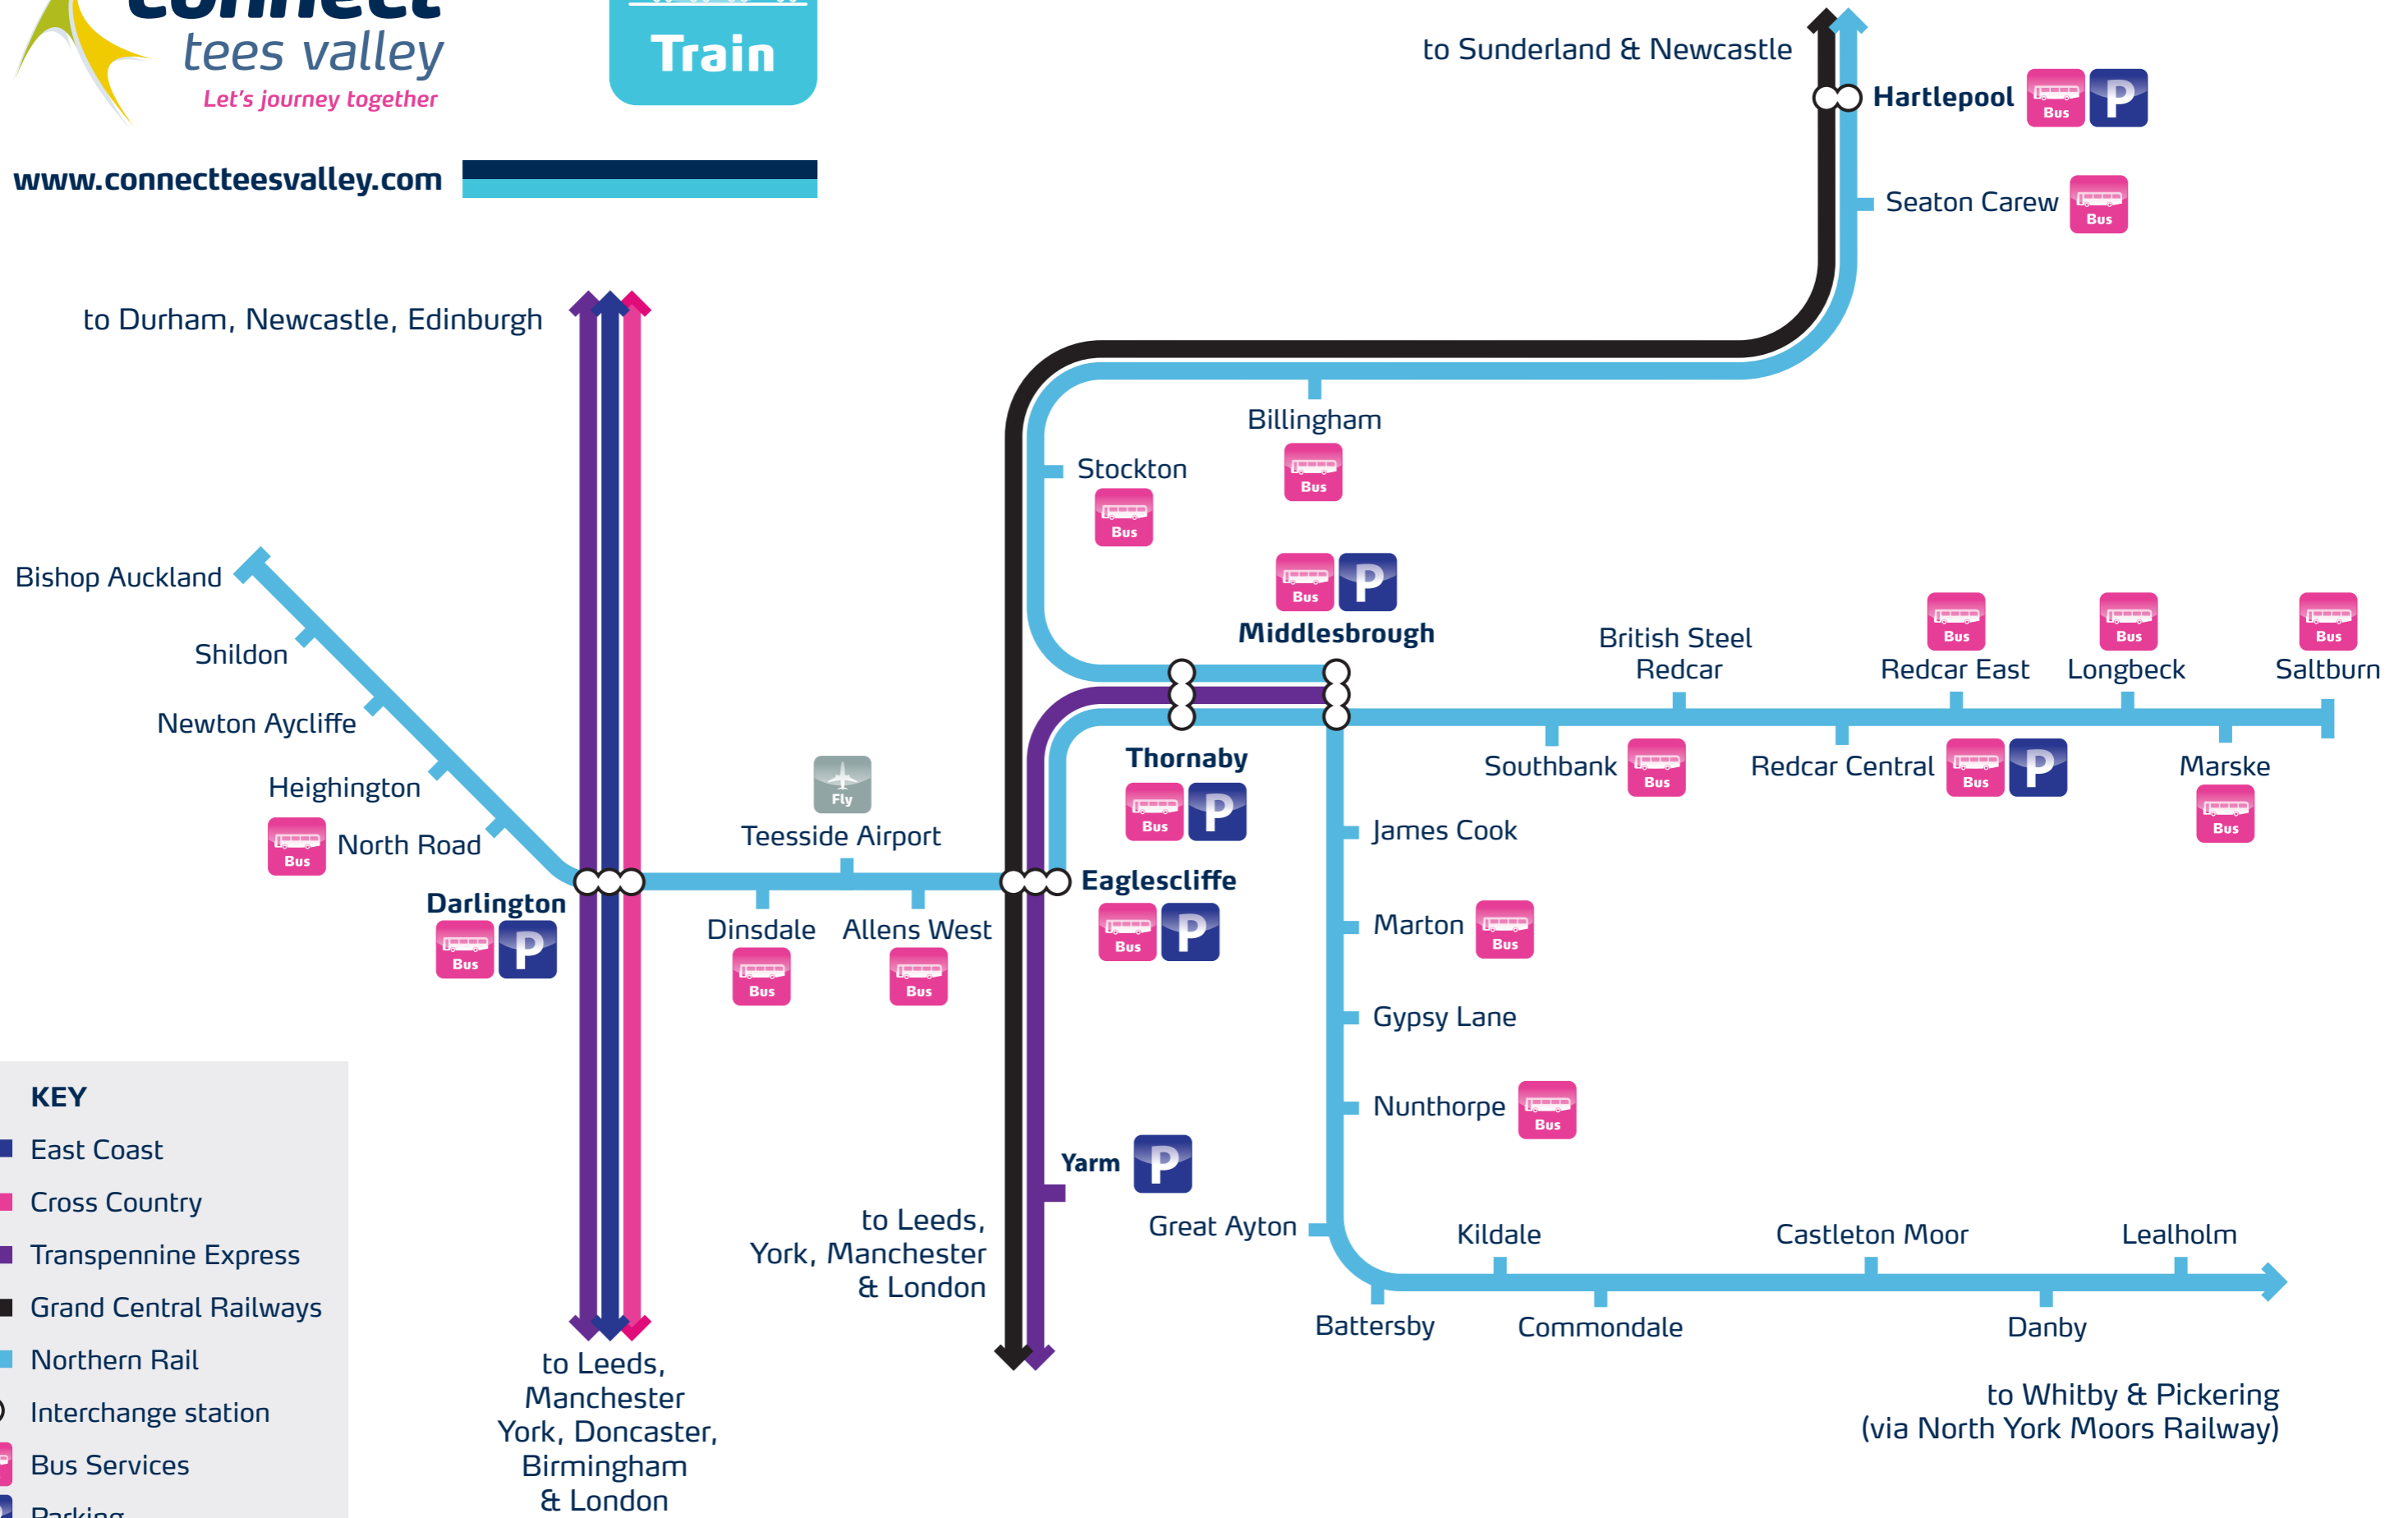 connect
tees valley
Let's journey together
www.connectteesvalley.com
Train
to Sunderland & Newcastle
Hartlepool
Bus
P
Seaton Carew
Bus
to Durham, Newcastle, Edinburgh
Billingham
Bus
Stockton
Bus
Bus
P
Middlesbrough
Bishop Auckland
Shildon
Newton Aycliffe
Heighington
North Road
Bus
Darlington
Bus
P
Fly
Teesside Airport
Dinsdale
Bus
Allens West
Bus
Thornaby
Bus
P
Eaglescliffe
Bus
P
British Steel
Redcar
Bus
Redcar East
Bus
Longbeck
Bus
Saltburn
Southbank
Bus
Redcar Central
Bus
P
Marske
Bus
James Cook
Marton
Bus
Gypsy Lane
Nunthorpe
Bus
Yarm
P
Great Ayton
Battersby
Kildale
Commondale
Castleton Moor
Danby
Lealholm
to Whitby & Pickering
(via North York Moors Railway)
to Leeds,
York, Manchester
& London
to Leeds,
Manchester
York, Doncaster,
Birmingham
& London
KEY
East Coast
Cross Country
Transpennine Express
Grand Central Railways
Northern Rail
Interchange station
Bus Services
Parking